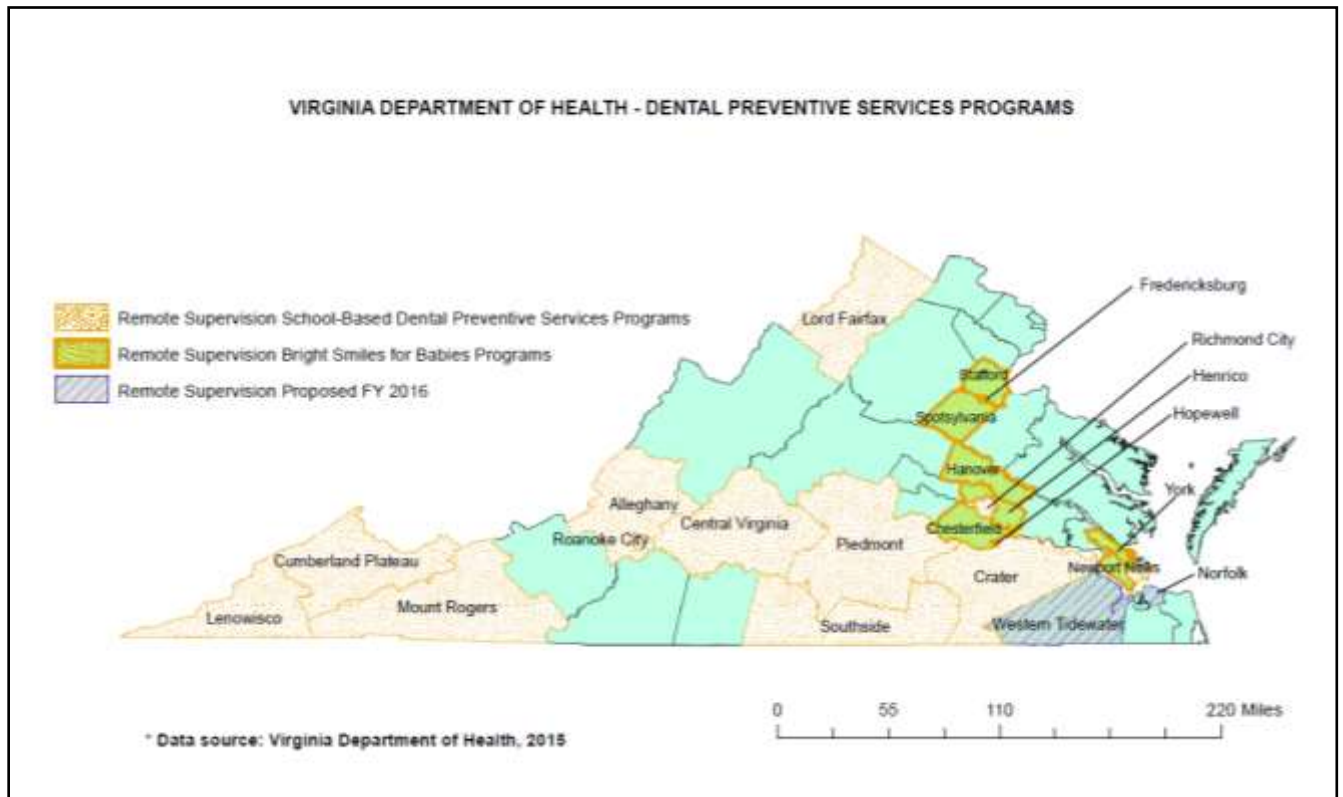 VIRGINIA DEPARTMENT OF HEALTH - DENTAL PREVENTIVE SERVICES PROGRAMS
Fredericksburg
Remote Supervision School-Based Dental Preventive Services Programs
Lord Fairfax
Richmond City
Remote Supervision Bright Smiles for Babies Programs
Stafford
Henrico
Remote Supervision Proposed FY 2016
Spotsylvania
Hopewell
Hanover
*
York
Alleghany
Central Virginia
Chesterfield
Roanoke City
Piedmont
Cumberland Plateau
Crater
Newport News
Norfolk
Mount Rogers
Lenowisco
Southside
Western Tidewater
0 55 110 220 Miles
* Data source: Virginia Department of Health, 2015